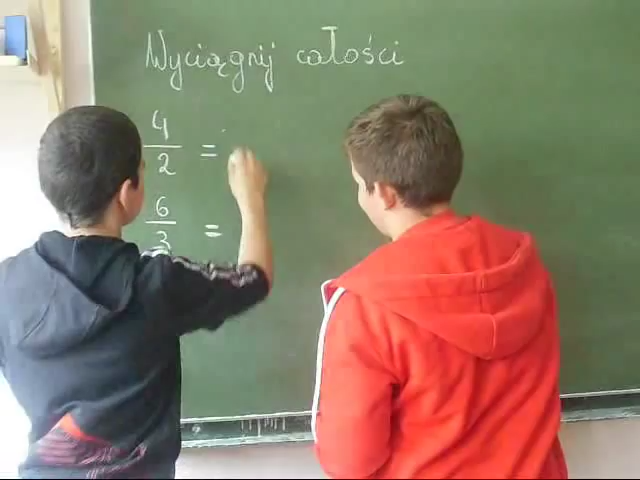 Wyciągnij całości
4/2 =
6/3 =